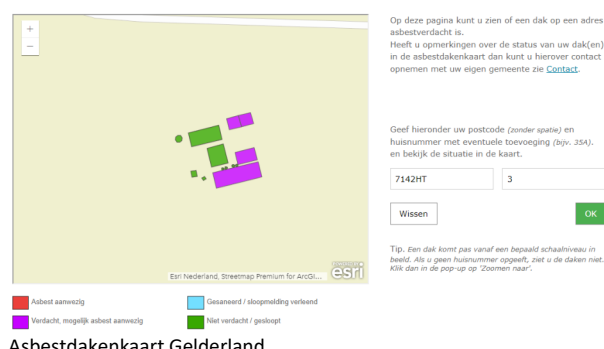 Op deze pagina kunt u zien of een dak op een adres
asbestverdacht is.
Heeft u opmerkingen over de status van uw dak(en)
in de asbestdakenkaart dan kunt u hierover contact
opnemen met uw eigen gemeente zie Contact.
Geef hieronder uw postcode (zonder spatie) en
huisnummer met eventuele toevoeging (bijv. 35A).
en bekijk de situatie in de kaart.
7142HT 3
Wissen OK
Tip. Een dak komt pas vanaf een bepaald schaalniveau in
beeld. Als u geen huisnummer opgeeft, ziet u de daken niet.
Klik dan in de pop-up op 'Zoomen naar'.
+
−
Esri Nederland, Streetmap Premium for ArcGI...
esri
Asbest aanwezig
Gesaneerd / sloopmelding verleend
Verdacht, mogelijk asbest aanwezig
Niet verdacht / gesloopt
Asbestdakenkaart Gelderland